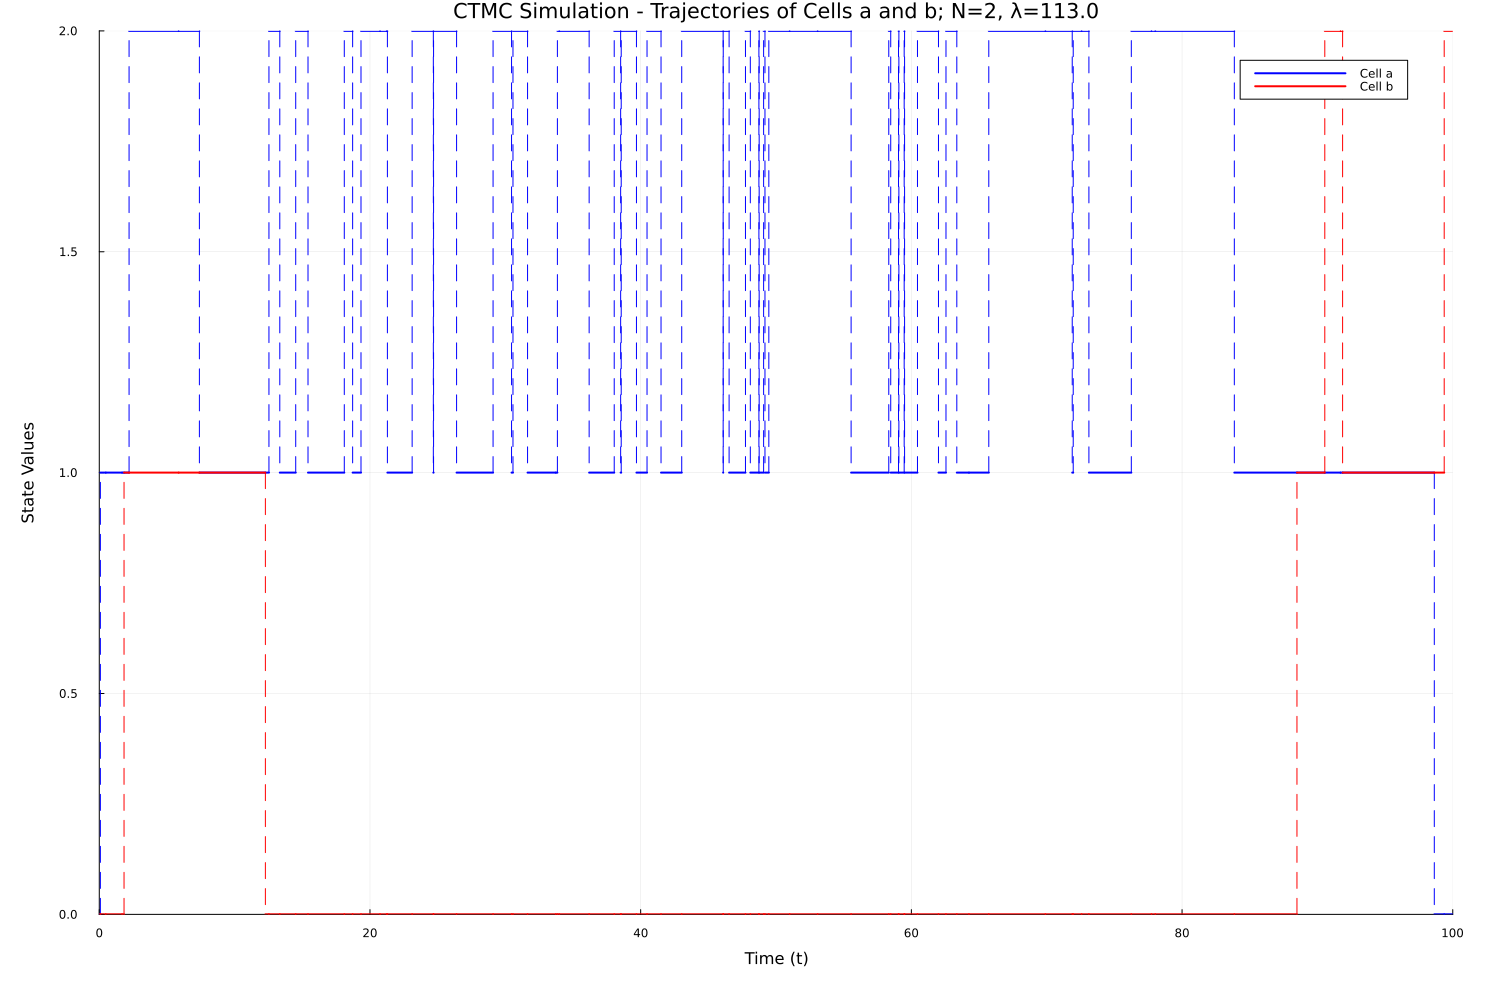 CTMC Simulation - Trajectories of Cells a and b; N=2, λ=113.0
2.0
Cell a
Cell b
1.5
1.0
State Values
0.5
0.0
0 20 40 60 80 100
Time (t)